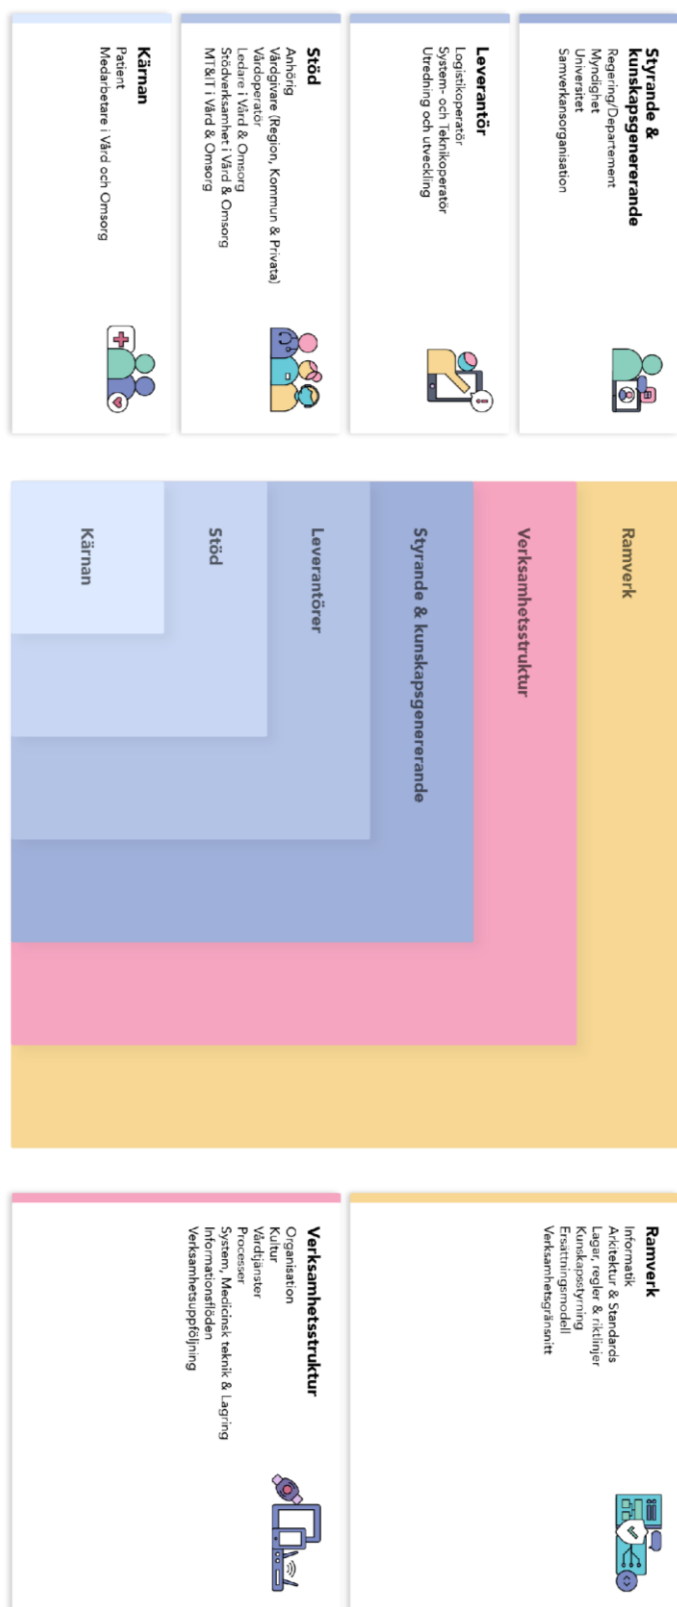 Styrande &
kunskapsgenererande
Regering/Departement
Myndighet
Universitet
Samverkansorganisation
Leverantör
Logistikoperatör
System- och Teknikoperatör
Utredning och utveckling
Stöd
Anhörig
Vårdgivare (Region, Kommun & Privata)
Vårdoperatör
Ledare i Vård & Omsorg
Stödverksamhet i Vård & Omsorg
MT&IT i Vård & Omsorg
Kärnan
Patient
Medarbetare i Vård och Omsorg
Ramverk
Verksamhetsstruktur
Styrande & kunskapsgenererande
Leverantörer
Stöd
Kärnan
Ramverk
Informatik
Arkitektur & Standards
Lagar, regler & riktlinjer
Kunskapsstyrning
Ersättningsmodell
Verksamhetsgränsnitt
Verksamhetsstruktur
Organisation
Kultur
Vårdtjänster
Processer
System, Medicinsk teknik & Lagring
Informationsflöden
Verksamhetsuppföljning